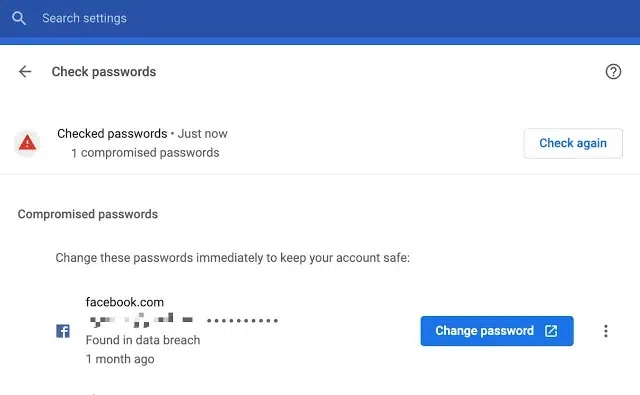 Search settings
Check passwords
Checked passwords • Just now
1 compromised passwords
Check again
Compromised passwords
Change these passwords immediately to keep your account safe:
facebook.com
••••••••••
Found in data breach
1 month ago
Change password